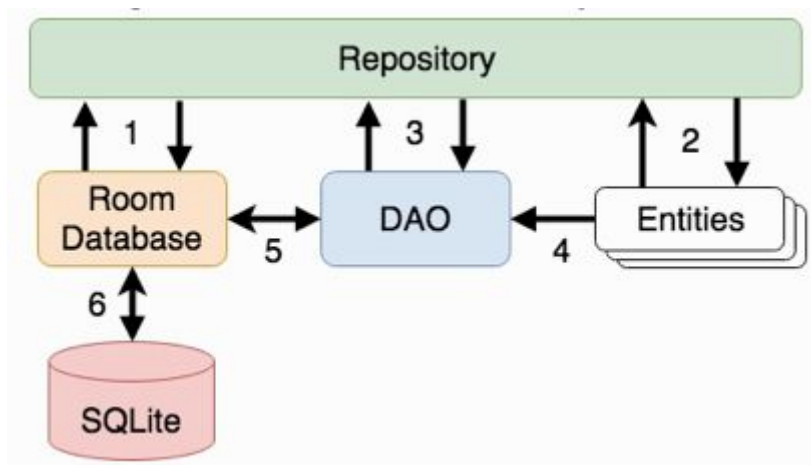 Repository
1
3
2
Room
Database
DAO
Entities
5
4
6
SQLite